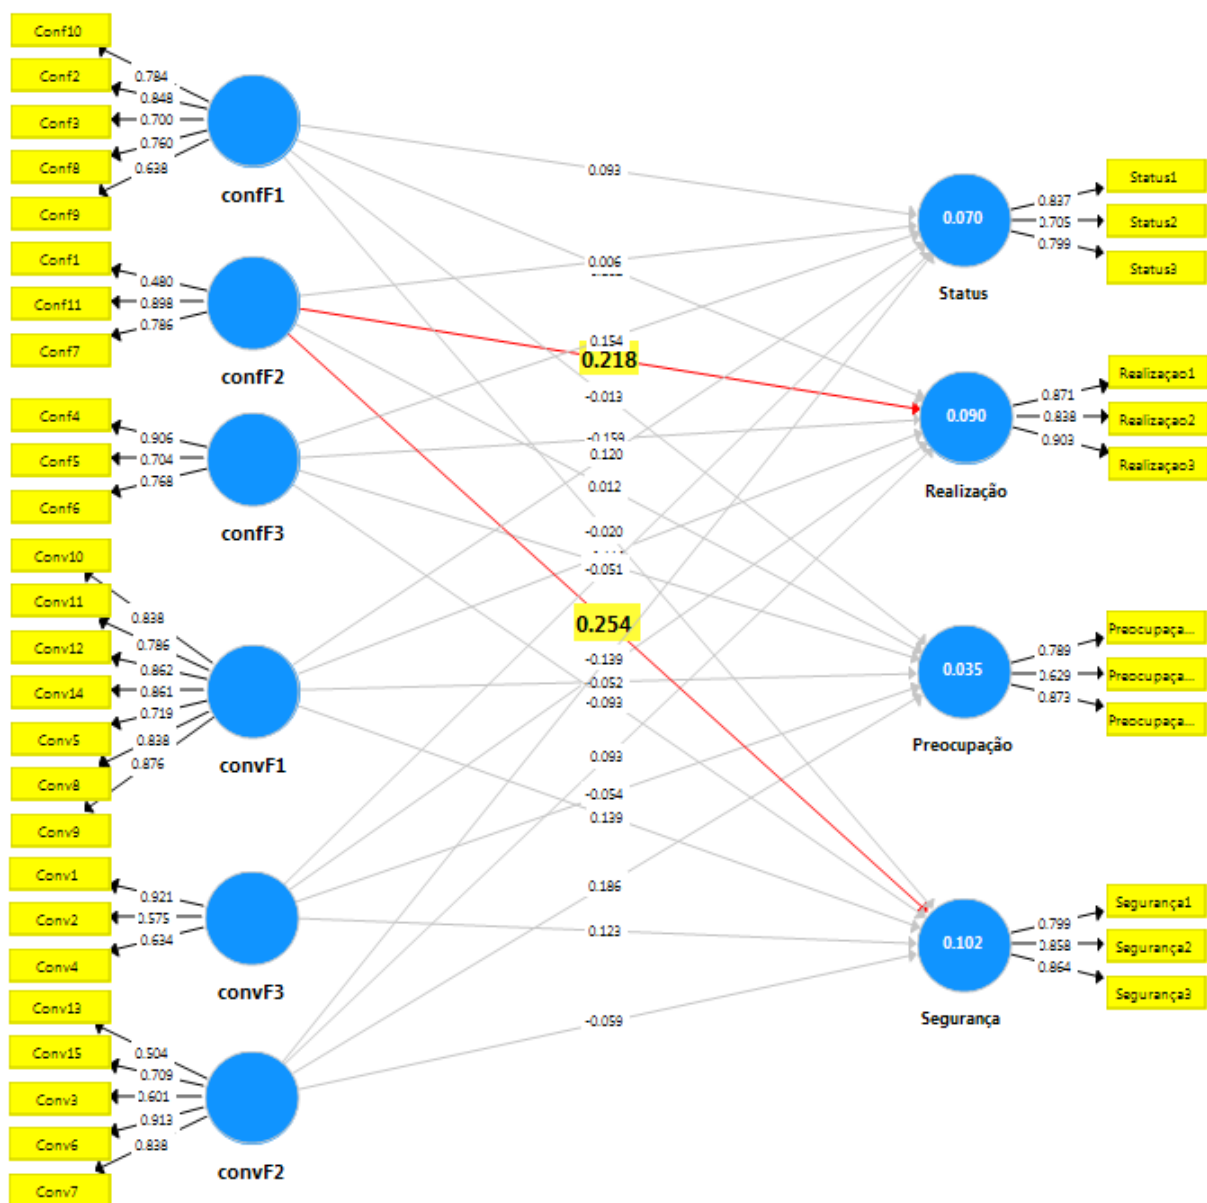 Conf10
Conf2
Conf3
Conf8
Conf9
0.784
0.848
0.700
0.760
0.638
confF1
Conf1
Conf11
Conf7
0.480
0.898
0.786
confF2
Conf4
Conf5
Conf6
0.906
0.704
0.768
confF3
Conv10
Conv11
Conv12
Conv14
Conv5
Conv8
Conv9
0.838
0.786
0.862
0.861
0.719
0.838
0.876
convF1
Conv1
Conv2
Conv4
0.921
0.575
0.634
convF3
Conv13
Conv15
Conv3
Conv6
Conv7
0.504
0.709
0.601
0.913
0.838
convF2
0.093
0.006
0.154
0.218
-0.013
-0.159
0.120
0.012
-0.020
-0.051
0.254
-0.139
-0.052
-0.093
0.093
-0.054
0.139
0.186
0.123
-0.059
0.070
Status
0.837
0.705
0.799
Status1
Status2
Status3
0.090
Realização
0.871
0.838
0.903
Realizaçao1
Realizaçao2
Realizaçao3
0.035
Preocupação
0.789
0.629
0.873
Preocupaça...
Preocupaça...
Preocupaça...
0.102
Segurança
0.799
0.858
0.864
Segurança1
Segurança2
Segurança3